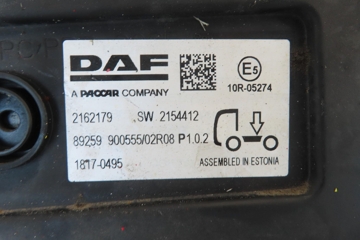 DAF
A PACCAR COMPANY
E5
10R-05274
2162179 SW 2154412
89259 900555/02R08 P1.0.2
1817-0495
ASSEMBLED IN ESTONIA